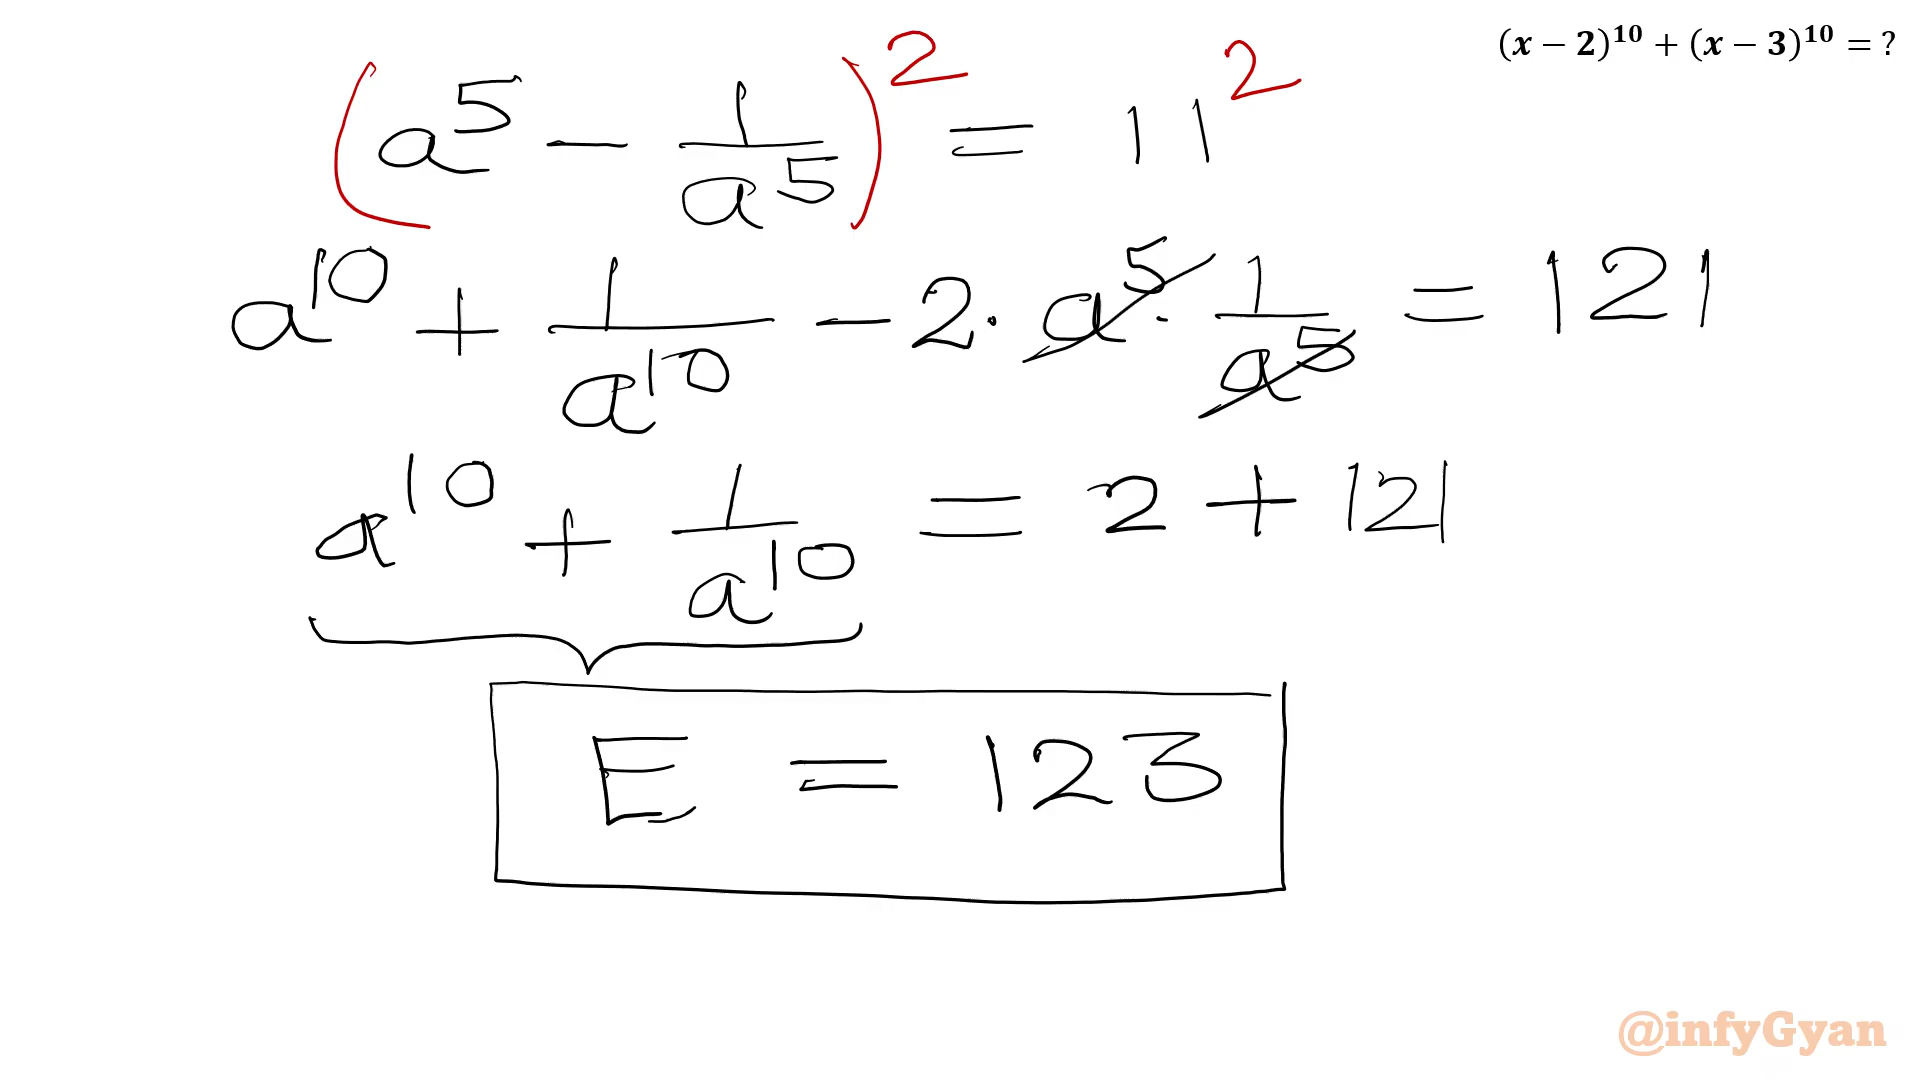 (x − 2)¹⁰ + (x − 3)¹⁰ = ?
(a⁵ − 1/a⁵)² = 11²
a¹⁰ + 1/a¹⁰ − 2 · a⁵ · 1/a⁵ = 121
a¹⁰ + 1/a¹⁰ = 2 + 121
E = 123
@infyGyan